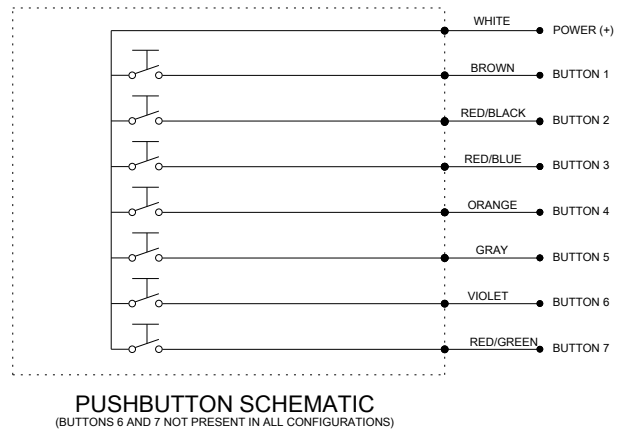 WHITE POWER (+)
BROWN BUTTON 1
RED/BLACK BUTTON 2
RED/BLUE BUTTON 3
ORANGE BUTTON 4
GRAY BUTTON 5
VIOLET BUTTON 6
RED/GREEN BUTTON 7
PUSHBUTTON SCHEMATIC
(BUTTONS 6 AND 7 NOT PRESENT IN ALL CONFIGURATIONS)